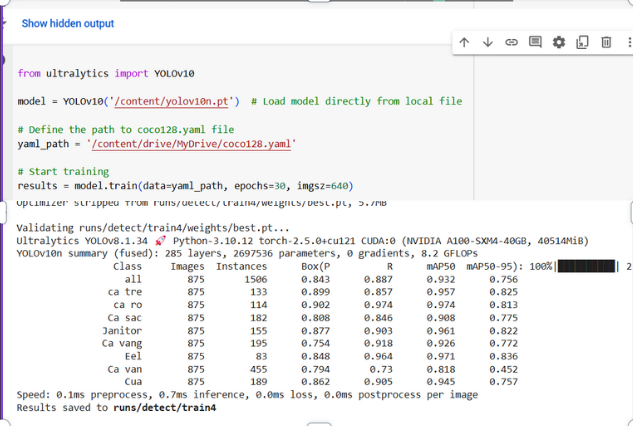 Show hidden output
from ultralytics import YOLOv10
model = YOLOv10('/content/yolov10n.pt')  # Load model directly from local file
# Define the path to coco128.yaml file
yaml_path = '/content/drive/MyDrive/coco128.yaml'
# Start training
results = model.train(data=yaml_path, epochs=30, imgsz=640)
Optimizer stripped from runs/detect/train4/weights/best.pt, 5.7MB
Validating runs/detect/train4/weights/best.pt...
Ultralytics YOLOv8.1.34 🚀 Python-3.10.12 torch-2.5.0+cu121 CUDA:0 (NVIDIA A100-SXM4-40GB, 40514MiB)
YOLOv10n summary (fused): 285 layers, 2697536 parameters, 0 gradients, 8.2 GFLOPs
Class Images Instances Box(P R mAP50 mAP50-95): 100%|██████████| 2
all 875 1506 0.843 0.887 0.932 0.756
ca tre 875 133 0.899 0.857 0.957 0.825
ca ro 875 114 0.902 0.974 0.974 0.813
Ca sac 875 182 0.808 0.846 0.908 0.775
Janitor 875 155 0.877 0.903 0.961 0.822
Ca vang 875 195 0.754 0.918 0.926 0.772
Eel 875 83 0.848 0.964 0.971 0.836
Ca van 875 455 0.794 0.73 0.818 0.452
Cua 875 189 0.862 0.905 0.945 0.757
Speed: 0.1ms preprocess, 0.7ms inference, 0.0ms loss, 0.0ms postprocess per image
Results saved to runs/detect/train4